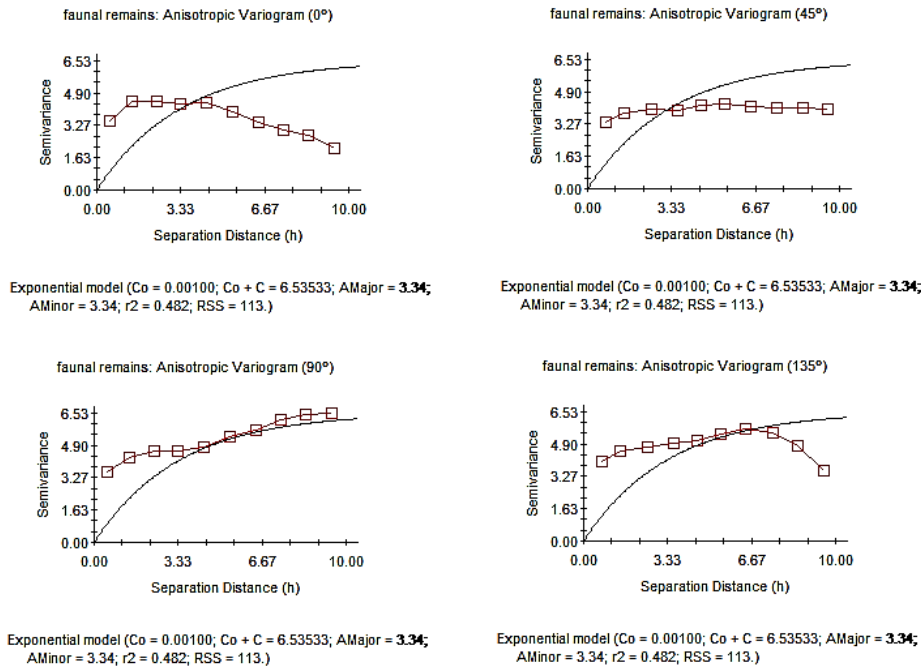 faunal remains: Anisotropic Variogram (0º)
6.53
4.90
3.27
1.63
0.00
Semivariance
0.00 3.33 6.67 10.00
Separation Distance (h)
Exponential model (Co = 0.00100; Co + C = 6.53533; AMajor = 3.34;
AMinor = 3.34; r2 = 0.482; RSS = 113.)
faunal remains: Anisotropic Variogram (45º)
6.53
4.90
3.27
1.63
0.00
Semivariance
0.00 3.33 6.67 10.00
Separation Distance (h)
Exponential model (Co = 0.00100; Co + C = 6.53533; AMajor = 3.34;
AMinor = 3.34; r2 = 0.482; RSS = 113.)
faunal remains: Anisotropic Variogram (90º)
6.53
4.90
3.27
1.63
0.00
Semivariance
0.00 3.33 6.67 10.00
Separation Distance (h)
Exponential model (Co = 0.00100; Co + C = 6.53533; AMajor = 3.34;
AMinor = 3.34; r2 = 0.482; RSS = 113.)
faunal remains: Anisotropic Variogram (135º)
6.53
4.90
3.27
1.63
0.00
Semivariance
0.00 3.33 6.67 10.00
Separation Distance (h)
Exponential model (Co = 0.00100; Co + C = 6.53533; AMajor = 3.34;
AMinor = 3.34; r2 = 0.482; RSS = 113.)